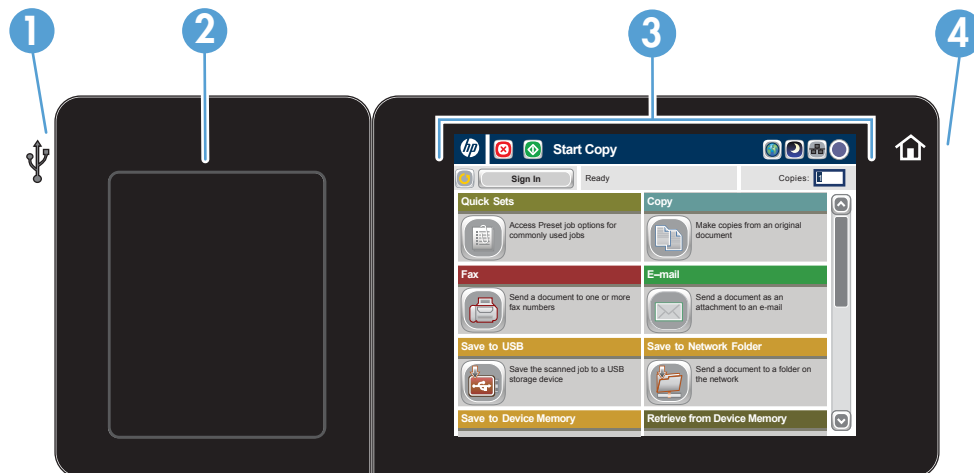 1
2
3
4
hp
Start Copy
Sign In
Ready
Copies:
1
Quick Sets
Access Preset job options for
commonly used jobs
Copy
Make copies from an original
document
Fax
Send a document to one or more
fax numbers
E–mail
Send a document as an
attachment to an e-mail
Save to USB
Save the scanned job to a USB
storage device
Save to Network Folder
Send a document to a folder on
the network
Save to Device Memory
Retrieve from Device Memory